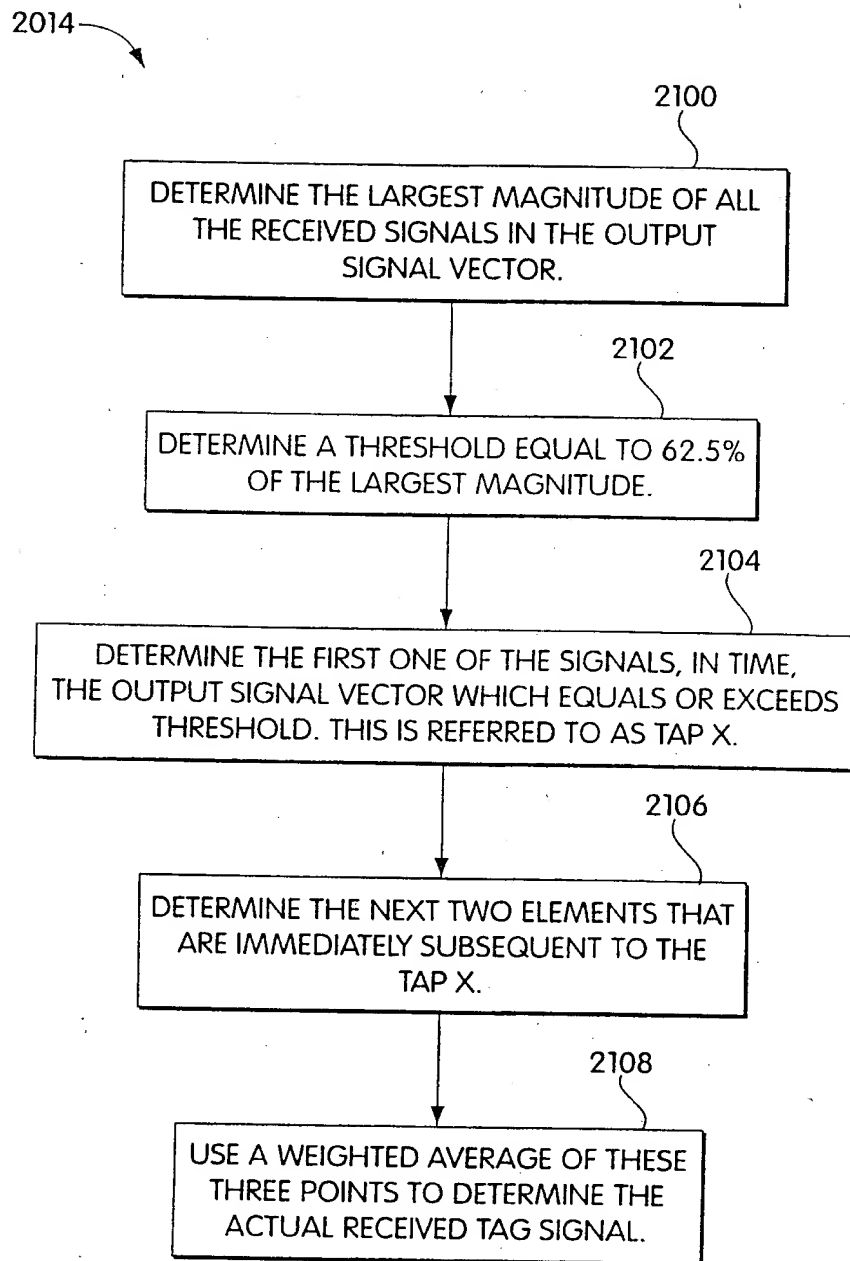 2014
2100
DETERMINE THE LARGEST MAGNITUDE OF ALL
THE RECEIVED SIGNALS IN THE OUTPUT
SIGNAL VECTOR.
2102
DETERMINE A THRESHOLD EQUAL TO 62.5%
OF THE LARGEST MAGNITUDE.
2104
DETERMINE THE FIRST ONE OF THE SIGNALS, IN TIME,
THE OUTPUT SIGNAL VECTOR WHICH EQUALS OR EXCEEDS
THRESHOLD. THIS IS REFERRED TO AS TAP X.
2106
DETERMINE THE NEXT TWO ELEMENTS THAT
ARE IMMEDIATELY SUBSEQUENT TO THE
TAP X.
2108
USE A WEIGHTED AVERAGE OF THESE
THREE POINTS TO DETERMINE THE
ACTUAL RECEIVED TAG SIGNAL.